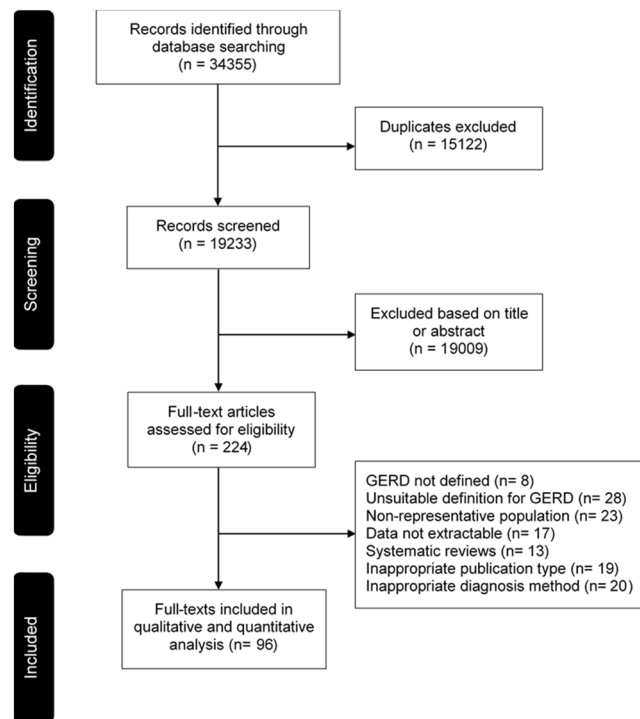 Identification
Records identified through
database searching
(n = 34355)
Duplicates excluded
(n = 15122)
Screening
Records screened
(n = 19233)
Excluded based on title
or abstract
(n = 19009)
Eligibility
Full-text articles
assessed for eligibility
(n = 224)
GERD not defined (n= 8)
Unsuitable definition for GERD (n= 28)
Non-representative population (n= 23)
Data not extractable (n= 17)
Systematic reviews (n= 13)
Inappropriate publication type (n= 19)
Inappropriate diagnosis method (n= 20)
Included
Full-texts included in
qualitative and quantitative
analysis (n= 96)